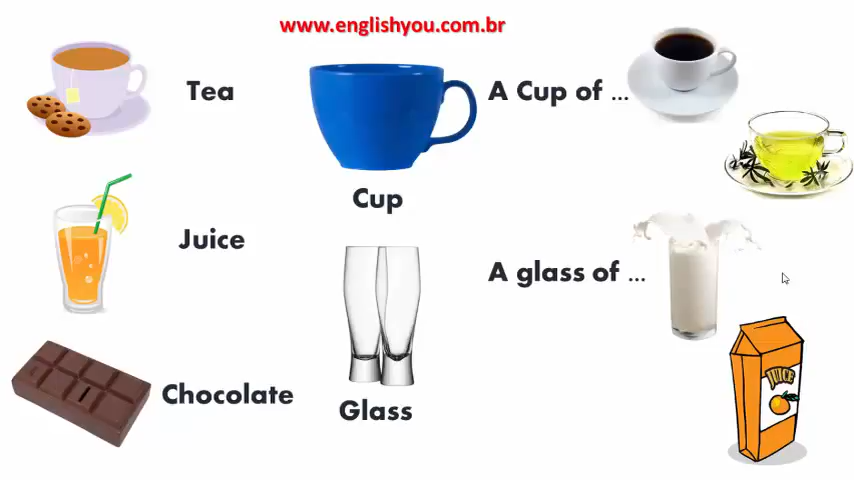 www.englishyou.com.br
Tea
A Cup of ...
Cup
Juice
A glass of ...
JUICE
Chocolate
Glass